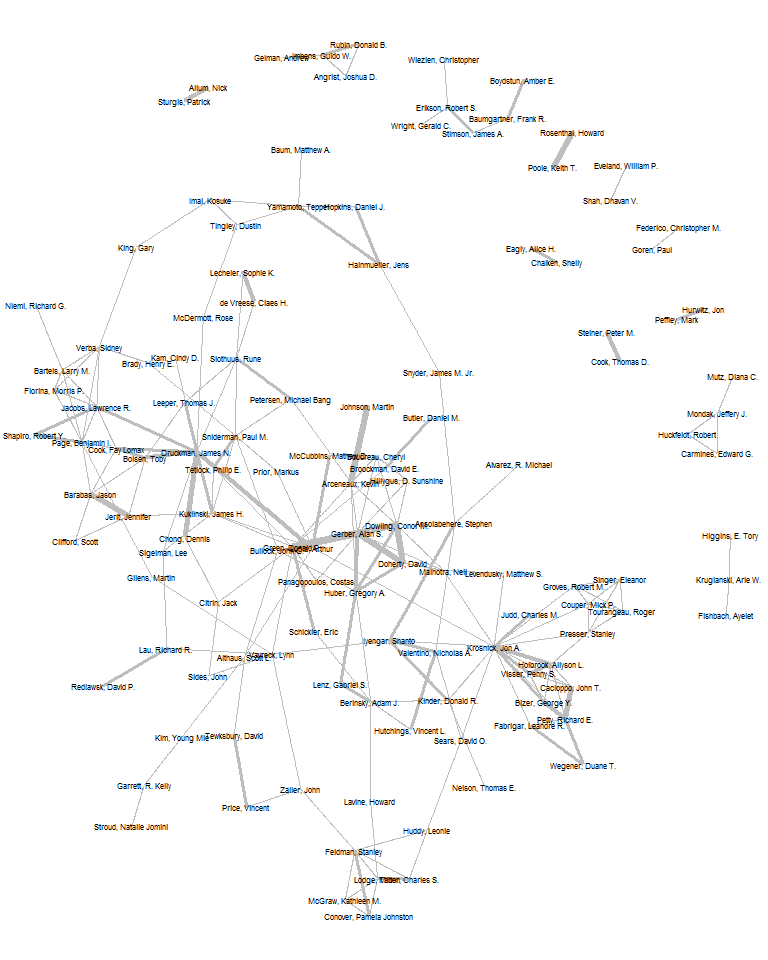 Rubin, Donald B.
Gelman, Andrew
Imbens, Guido W.
Wlezien, Christopher
Angrist, Joshua D.
Boydstun, Amber E.
Allum, Nick
Sturgis, Patrick
Erikson, Robert S.
Baumgartner, Frank R.
Wright, Gerald C.
Stimson, James A.
Rosenthal, Howard
Baum, Matthew A.
Poole, Keith T.
Eveland, William P.
Imai, Kosuke
Shah, Dhavan V.
Yamamoto, Teppei
Hopkins, Daniel J.
Tingley, Dustin
Federico, Christopher M.
King, Gary
Eagly, Alice H.
Goren, Paul
Chaiken, Shelly
Hainmueller, Jens
Lecheler, Sophie K.
de Vreese, Claes H.
Niemi, Richard G.
Hurwitz, Jon
McDermott, Rose
Peffley, Mark
Steiner, Peter M.
Verba, Sidney
Kam, Cindy D.
Slothuus, Rune
Brady, Henry E.
Cook, Thomas D.
Bartels, Larry M.
Snyder, James M. Jr.
Mutz, Diana C.
Fiorina, Morris P.
Leeper, Thomas J.
Petersen, Michael Bang
Jacobs, Lawrence R.
Johnson, Martin
Mondak, Jeffery J.
Butler, Daniel M.
Shapiro, Robert Y.
Sniderman, Paul M.
Huckfeldt, Robert
Page, Benjamin I.
Cook, Fay Lomax
Druckman, James N.
Carmines, Edward G.
Bolsen, Toby
McCubbins, Mathew D.
Boudreau, Cheryl
Alvarez, R. Michael
Tetlock, Philip E.
Prior, Markus
Broockman, David E.
Arceneaux, Kevin
Hillygus, D. Sunshine
Barabas, Jason
Jerit, Jennifer
Kuklinski, James H.
Dowling, Conor M.
Ansolabehere, Stephen
Gerber, Alan S.
Higgins, E. Tory
Clifford, Scott
Chong, Dennis
Sigelman, Lee
Green, Donald P.
Bullock, John G.
Doherty, David
Malhotra, Neil
Levendusky, Matthew S.
Gilens, Martin
Panagopoulos, Costas
Huber, Gregory A.
Groves, Robert M.
Singer, Eleanor
Kruglanski, Arie W.
Citrin, Jack
Couper, Mick P.
Tourangeau, Roger
Judd, Charles M.
Fishbach, Ayelet
Schickler, Eric
Presser, Stanley
Iyengar, Shanto
Lau, Richard R.
Krosnick, Jon A.
Valentino, Nicholas A.
Althaus, Scott L.
Vavreck, Lynn
Holbrook, Allyson L.
Sides, John
Visser, Penny S.
Redlawsk, David P.
Lenz, Gabriel S.
Cacioppo, John T.
Berinsky, Adam J.
Kinder, Donald R.
Bizer, George Y.
Petty, Richard E.
Fabrigar, Leandre R.
Hutchings, Vincent L.
Kim, Young Mie
Tewksbury, David
Sears, David O.
Wegener, Duane T.
Garrett, R. Kelly
Zaller, John
Nelson, Thomas E.
Lavine, Howard
Price, Vincent
Stroud, Natalie Jomini
Huddy, Leonie
Feldman, Stanley
Lodge,
Taber, Charles S.
McGraw, Kathleen M.
Conover, Pamela Johnston